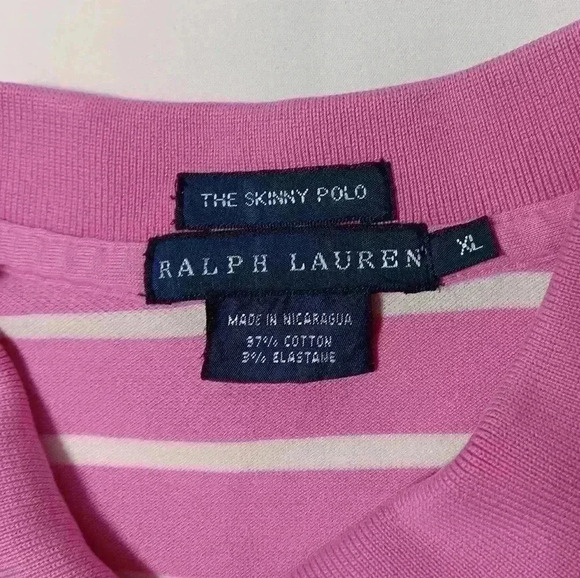 THE SKINNY POLO
RALPH LAUREN
XL
MADE IN NICARAGUA
97% COTTON
3% ELASTANE